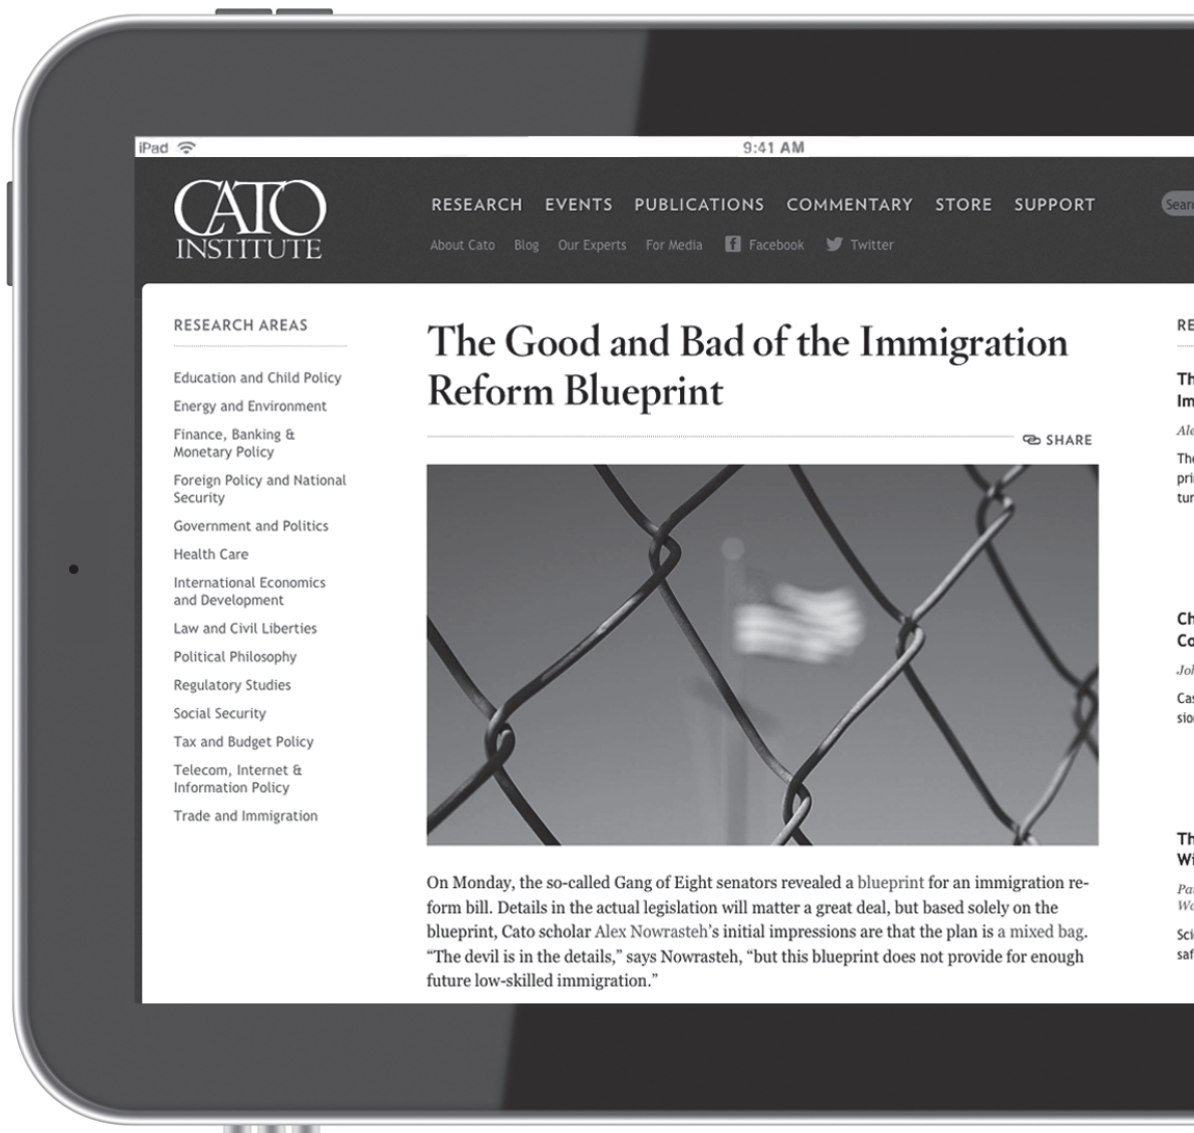 iPad
9:41 AM
CATO
INSTITUTE
RESEARCH EVENTS PUBLICATIONS COMMENTARY STORE SUPPORT
About Cato Blog Our Experts For Media Facebook Twitter
RESEARCH AREAS
Education and Child Policy
Energy and Environment
Finance, Banking &
Monetary Policy
Foreign Policy and National
Security
Government and Politics
Health Care
International Economics
and Development
Law and Civil Liberties
Political Philosophy
Regulatory Studies
Social Security
Tax and Budget Policy
Telecom, Internet &
Information Policy
Trade and Immigration
The Good and Bad of the Immigration
Reform Blueprint
SHARE
On Monday, the so-called Gang of Eight senators revealed a blueprint for an immigration re-
form bill. Details in the actual legislation will matter a great deal, but based solely on the
blueprint, Cato scholar Alex Nowrasteh's initial impressions are that the plan is a mixed bag.
“The devil is in the details,” says Nowrasteh, “but this blueprint does not provide for enough
future low-skilled immigration.”